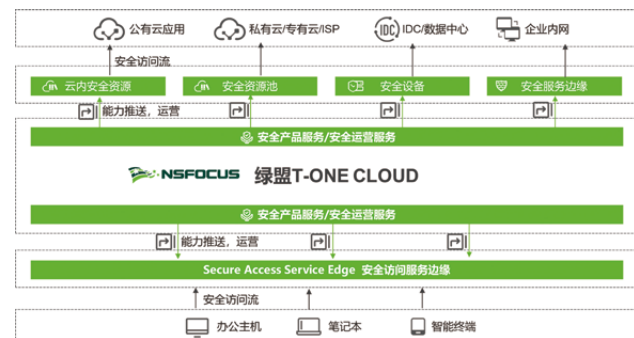 公有云应用 私有云/专有云/ISP IDC IDC/数据中心 企业内网
安全访问流
云内安全资源 安全资源池 安全设备 安全服务边缘
能力推送，运营
安全产品服务/安全运营服务
NSFOCUS 绿盟T-ONE CLOUD
安全产品服务/安全运营服务
能力推送，运营
Secure Access Service Edge 安全访问服务边缘
安全访问流
办公主机 笔记本 智能终端